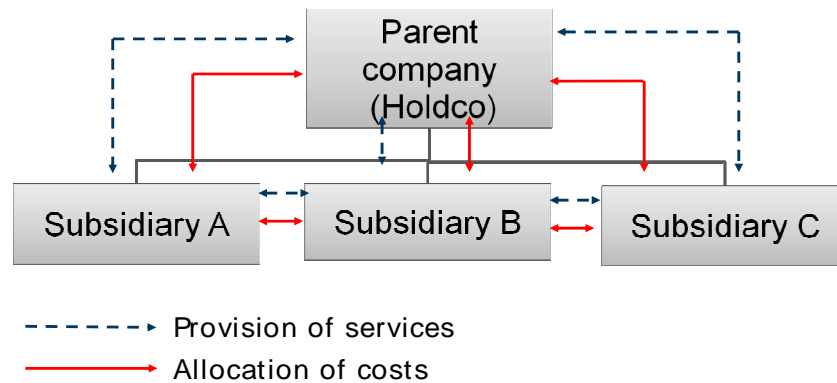 Parent
company
(Holdco)
Subsidiary A
Subsidiary B
Subsidiary C
Provision of services
Allocation of costs